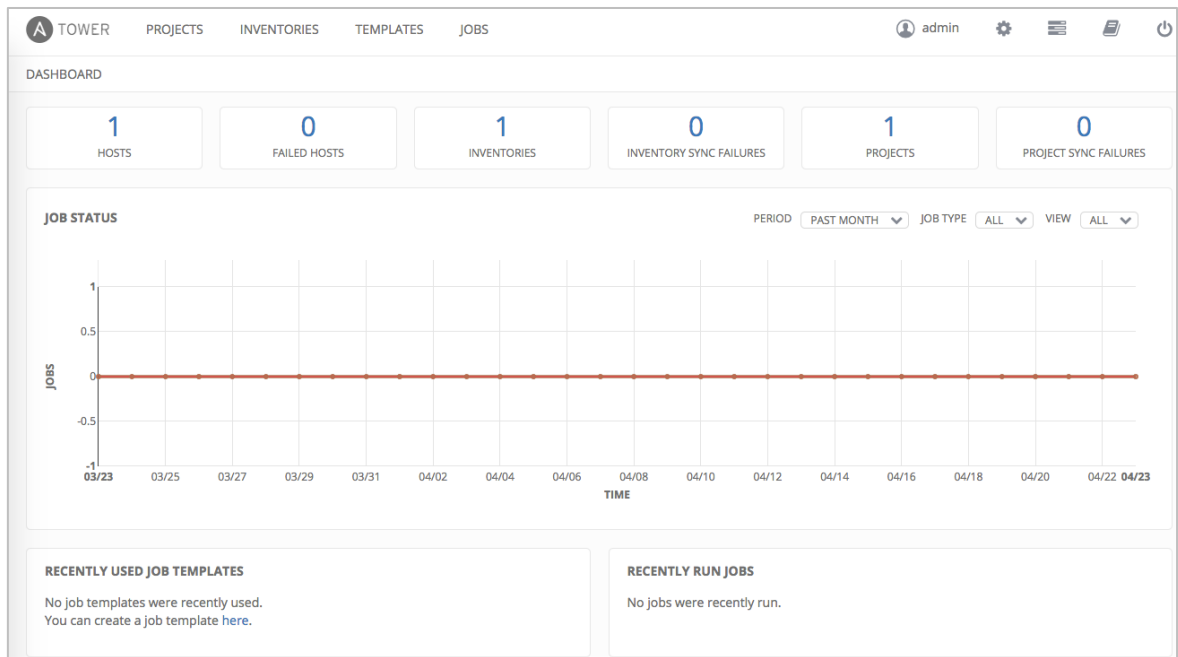 A TOWER PROJECTS INVENTORIES TEMPLATES JOBS admin
DASHBOARD
1 0 1 0 1 0
HOSTS FAILED HOSTS INVENTORIES INVENTORY SYNC FAILURES PROJECTS PROJECT SYNC FAILURES
JOB STATUS PERIOD PAST MONTH JOB TYPE ALL VIEW ALL
1
0.5
0
-0.5
-1
JOBS
03/23 03/25 03/27 03/29 03/31 04/02 04/04 04/06 04/08 04/10 04/12 04/14 04/16 04/18 04/20 04/22 04/23
TIME
RECENTLY USED JOB TEMPLATES
No job templates were recently used.
You can create a job template here.
RECENTLY RUN JOBS
No jobs were recently run.